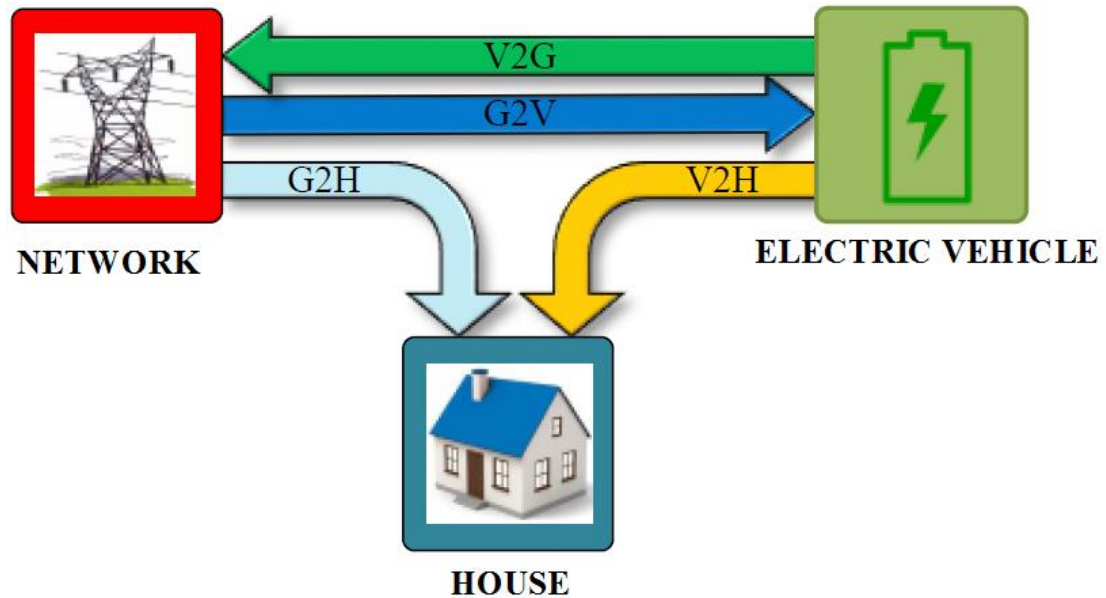 V2G
G2V
G2H
V2H
NETWORK
ELECTRIC VEHICLE
HOUSE